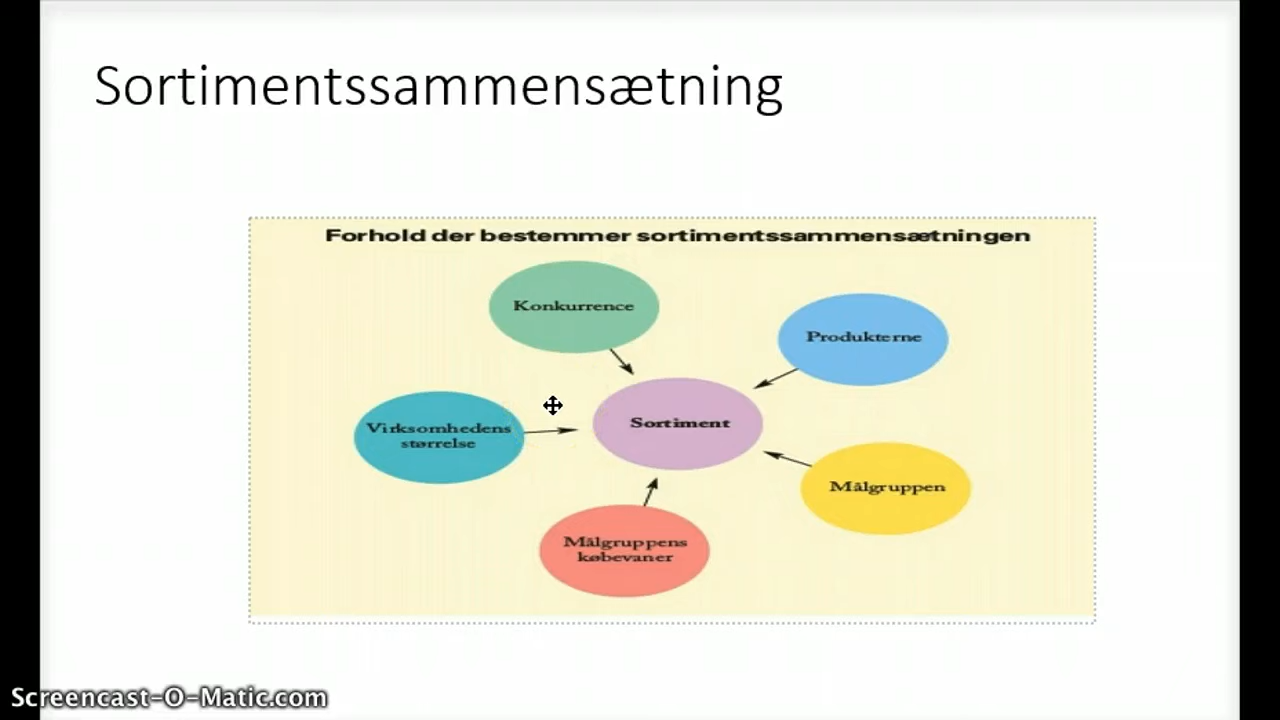 Sortimentssammensætning
Forhold der bestemmer sortimentssammensætningen
Konkurrence
Produkterne
Sortiment
Virksomhedens
størrelse
Målgruppen
Målgruppens
købevaner
Screencast-O-Matic.com